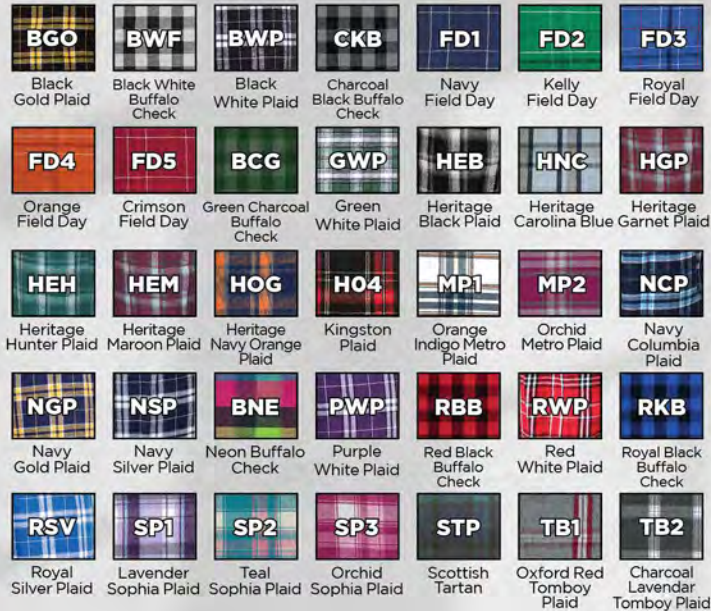 BGO BWF BWP CKB FD1 FD2 FD3
Black Black White Black Charcoal Navy Kelly Royal
Gold Plaid Buffalo White Plaid Black Buffalo Field Day Field Day Field Day
Check Check
FD4 FD5 BCG GWP HEB HNC HGP
Orange Crimson Green Charcoal Green Heritage Heritage Heritage
Field Day Field Day Buffalo White Plaid Black Plaid Carolina Blue Garnet Plaid
Check
HEH HEM HOG H04 MP1 MP2 NCP
Heritage Heritage Heritage Kingston Orange Orchid Navy
Hunter Plaid Maroon Plaid Navy Orange Plaid Indigo Metro Metro Plaid Columbia
Plaid Plaid Plaid
NGP NSP BNE PWP RBB RWP RKB
Navy Navy Neon Buffalo Purple Red Black Red Royal Black
Gold Plaid Silver Plaid Check White Plaid Buffalo White Plaid Buffalo
Check Check
RSV SP1 SP2 SP3 STP TB1 TB2
Royal Lavender Teal Orchid Scottish Oxford Red Charcoal
Silver Plaid Sophia Plaid Sophia Plaid Sophia Plaid Tartan Tomboy Lavendar
Plaid Tomboy Plaid